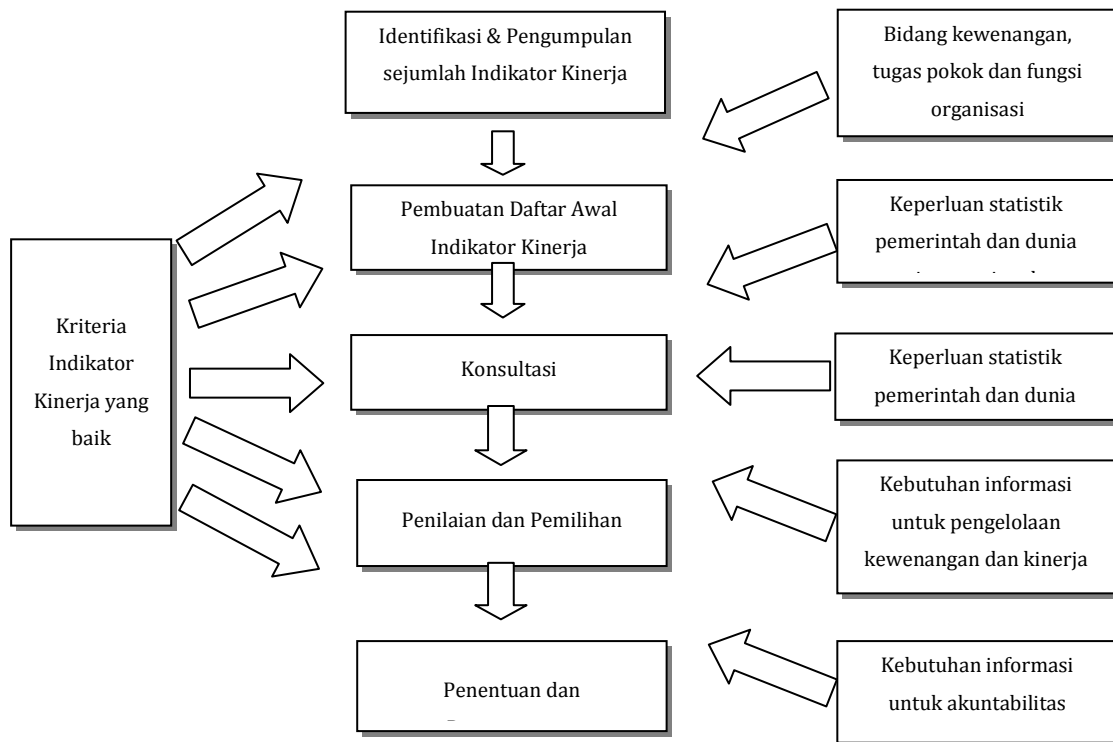 Identifikasi & Pengumpulan
sejumlah Indikator Kinerja
Bidang kewenangan,
tugas pokok dan fungsi
organisasi
Pembuatan Daftar Awal
Indikator Kinerja
Keperluan statistik
pemerintah dan dunia
Kriteria
Indikator
Kinerja yang
baik
Konsultasi
Keperluan statistik
pemerintah dan dunia
Penilaian dan Pemilihan
Kebutuhan informasi
untuk pengelolaan
kewenangan dan kinerja
Penentuan dan
Kebutuhan informasi
untuk akuntabilitas